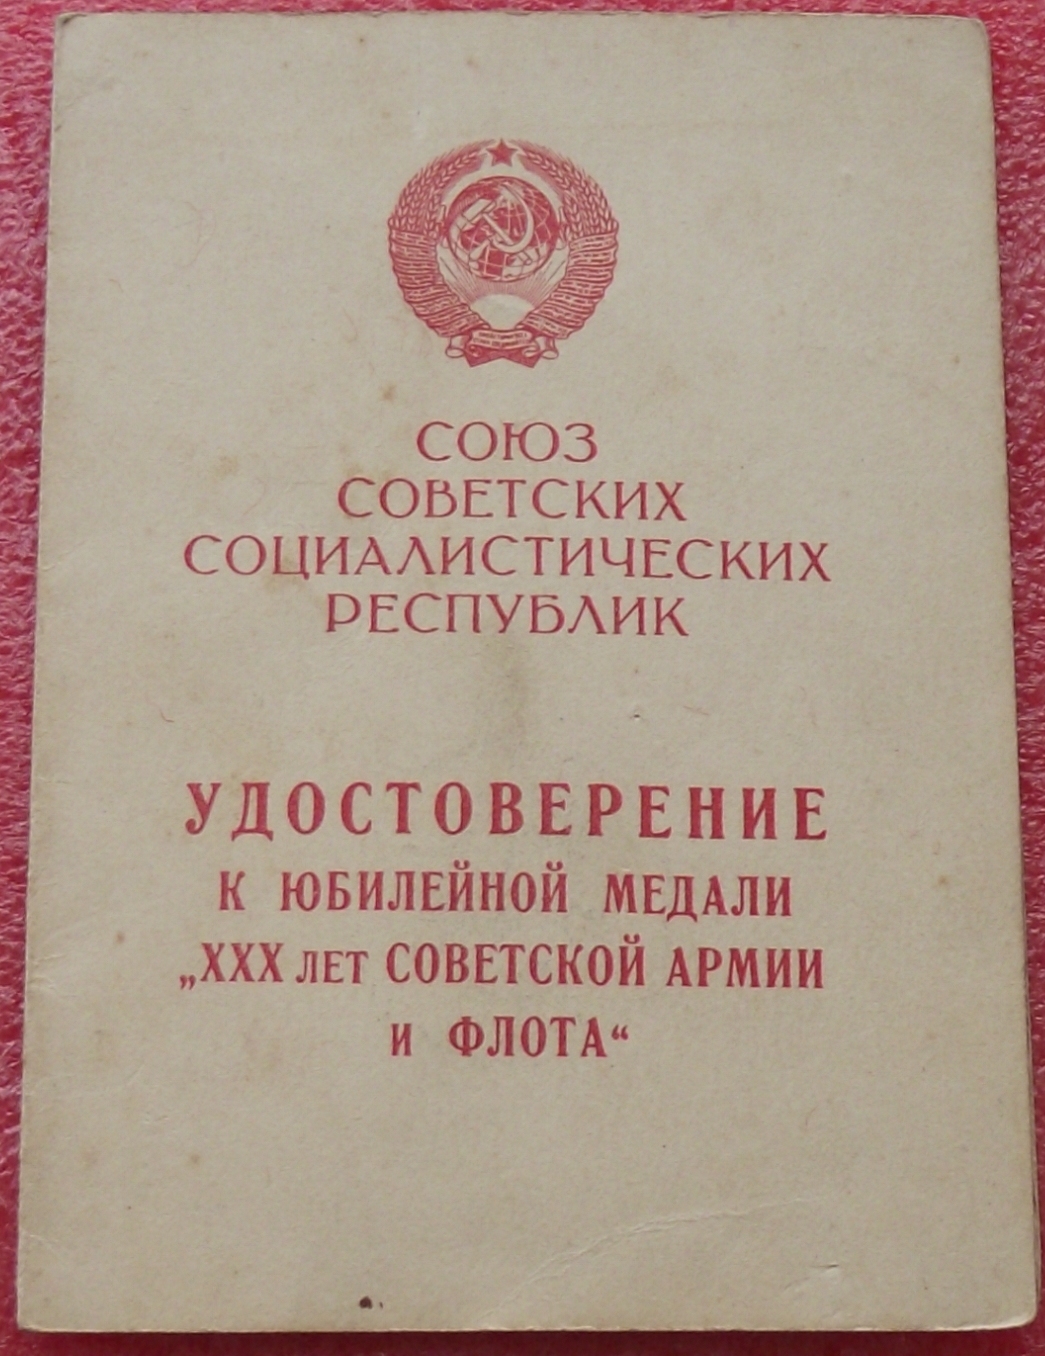 СОЮЗ
СОВЕТСКИХ
СОЦИАЛИСТИЧЕСКИХ
РЕСПУБЛИК
УДОСТОВЕРЕНИЕ
К ЮБИЛЕЙНОЙ МЕДАЛИ
„XXX ЛЕТ СОВЕТСКОЙ АРМИИ
И ФЛОТА“